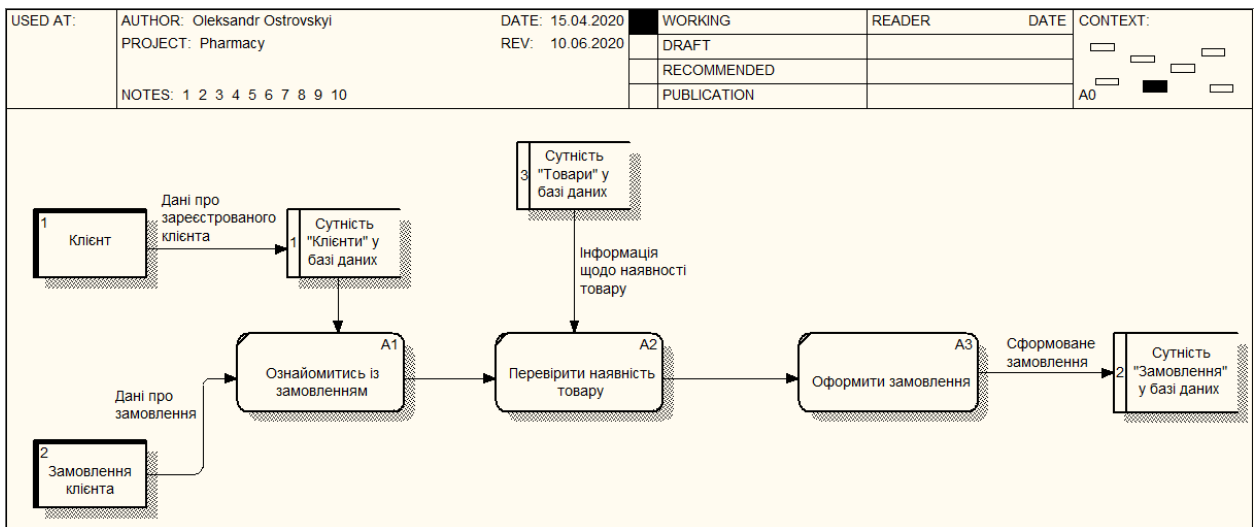 USED AT:
AUTHOR: Oleksandr Ostrovskyi
DATE: 15.04.2020
PROJECT: Pharmacy
REV: 10.06.2020
NOTES: 1 2 3 4 5 6 7 8 9 10
WORKING
DRAFT
RECOMMENDED
PUBLICATION
READER
DATE
CONTEXT:
A0
1
Клієнт
Дані про
зареєстрованого
клієнта
1
Сутність
"Клієнти" у
базі даних
3
Сутність
"Товари" у
базі даних
Інформація
щодо наявності
товару
A1
Ознайомитись із
замовленням
A2
Перевірити наявність
товару
A3
Оформити замовлення
Сформоване
замовлення
2
Сутність
"Замовлення"
у базі даних
Дані про
замовлення
2
Замовлення
клієнта